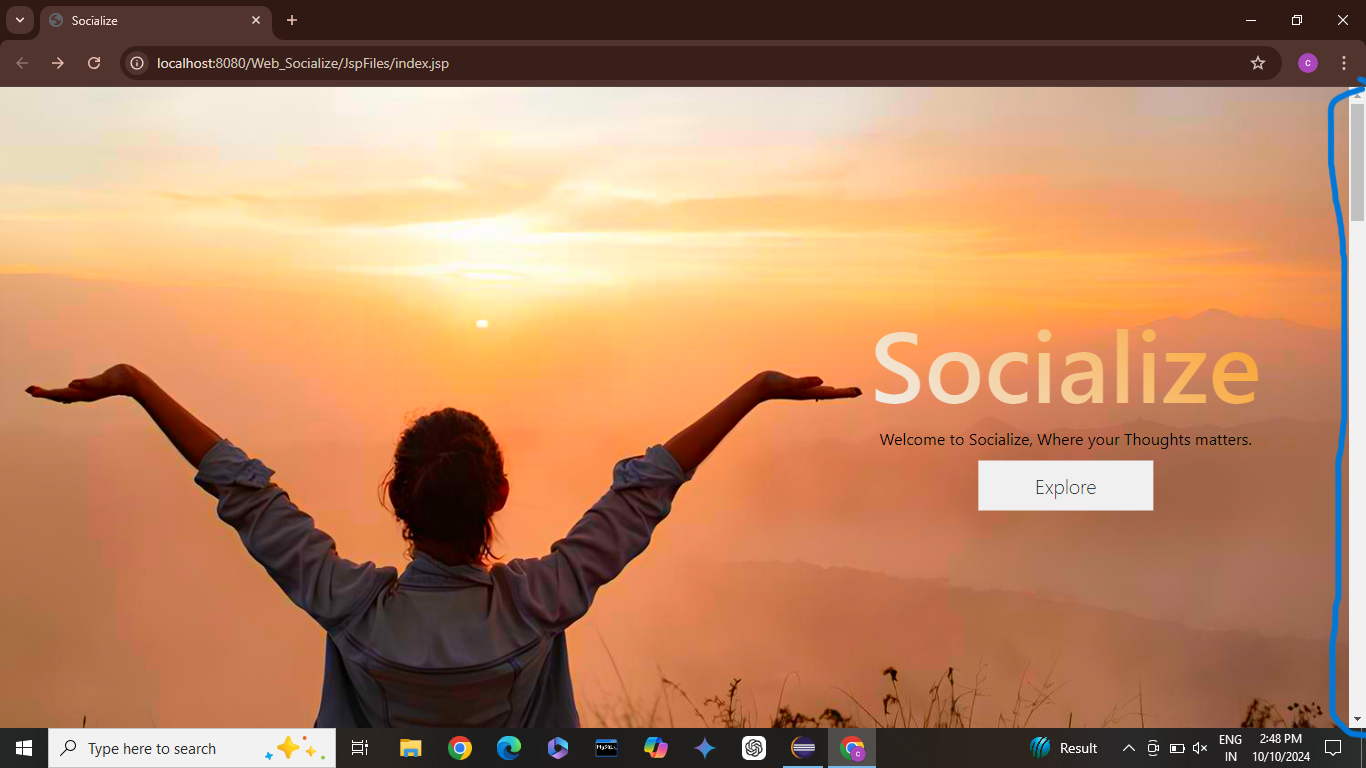 Socialize
localhost:8080/Web_Socialize/JspFiles/index.jsp
c
Socialize
Welcome to Socialize, Where your Thoughts matters.
Explore
Type here to search
MySQL
c
Result
ENG
IN
2:48 PM
10/10/2024